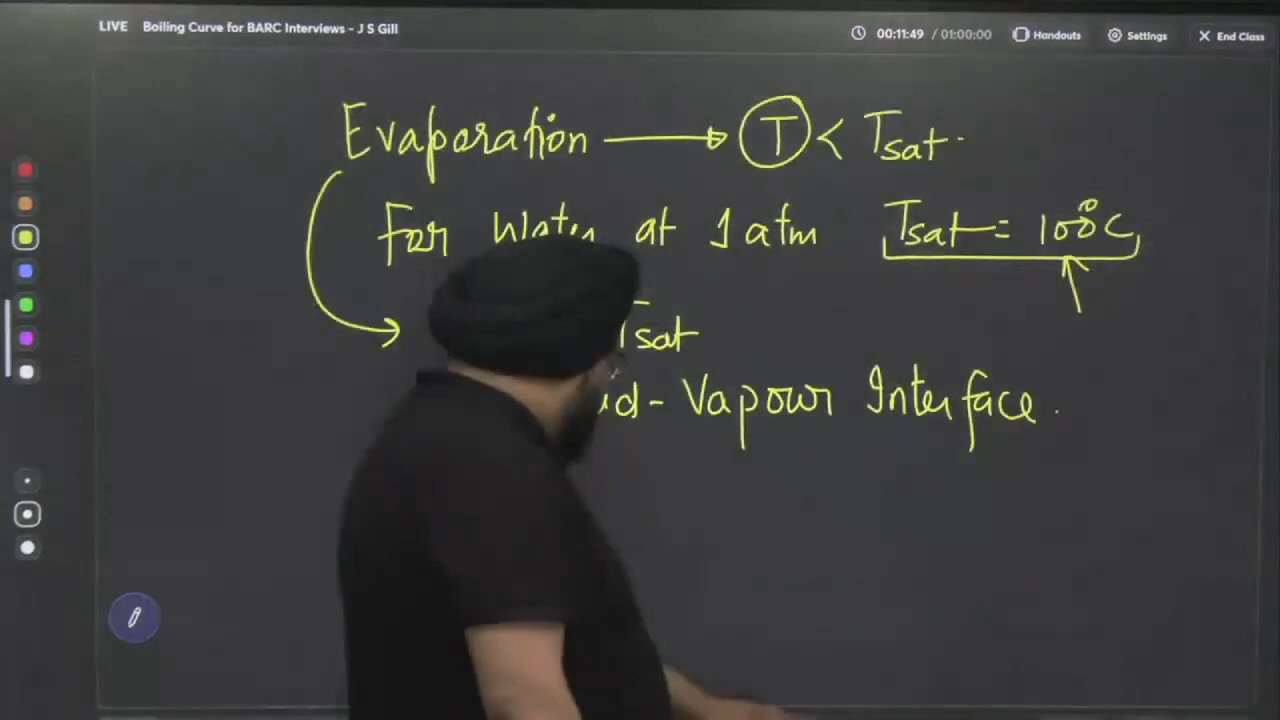 LIVE Boiling Curve for BARC Interviews - J S Gill 00:11:49 / 01:00:00 Handouts Settings End Class
Evaporation → T < Tsat.
For Water at 1 atm Tsat = 100°C
Tsat
- Vapour Interface.